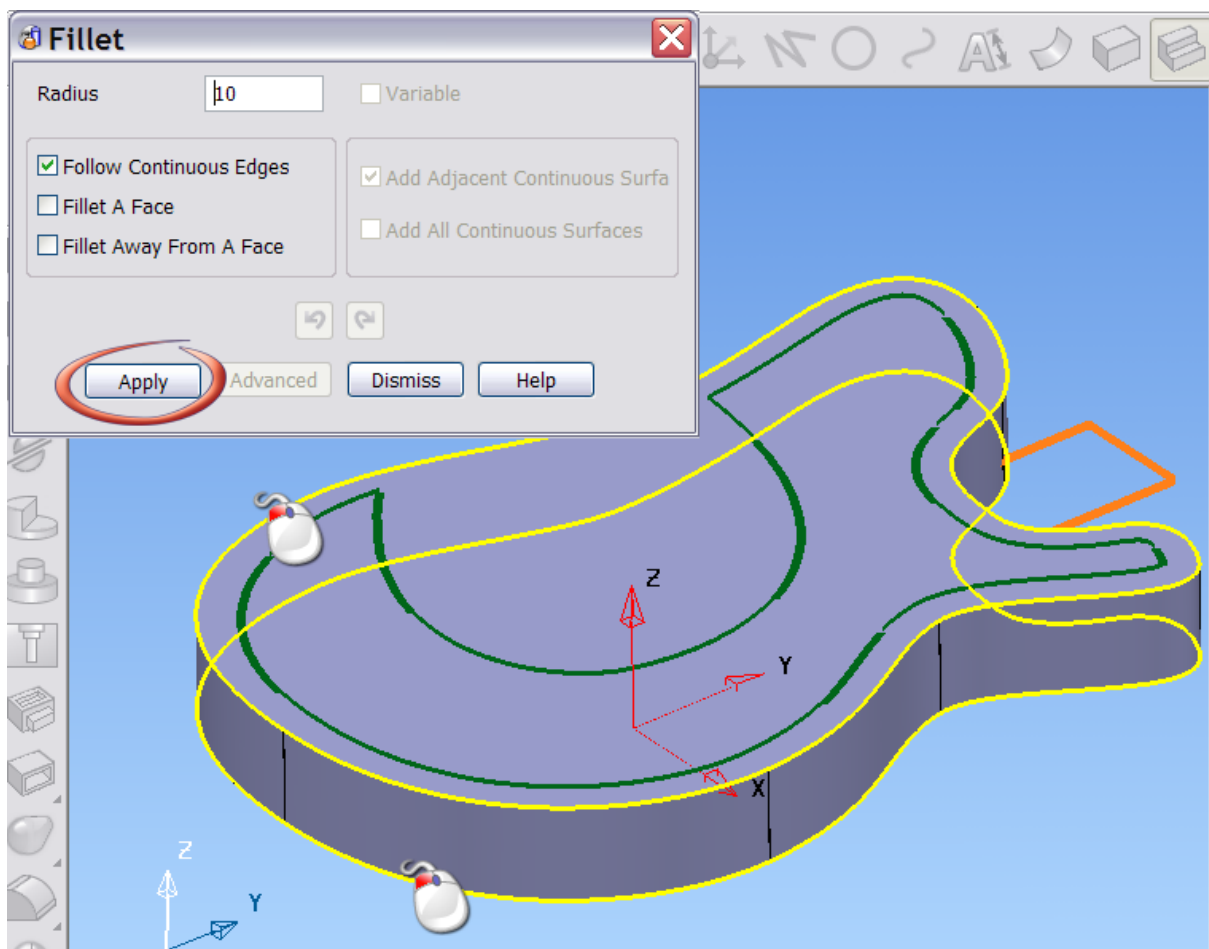 Fillet
Radius 10 Variable
Follow Continuous Edges
Fillet A Face
Fillet Away From A Face
Add Adjacent Continuous Surfa
Add All Continuous Surfaces
Apply Advanced Dismiss Help
Z
Y
X
Z
Y